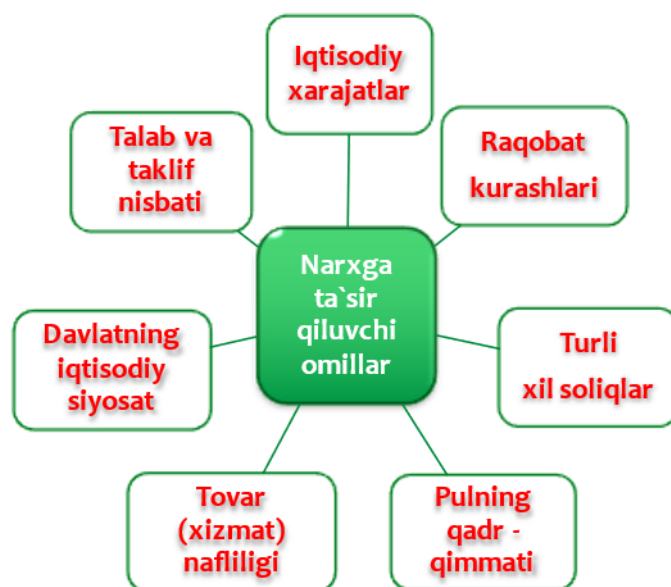 Iqtisodiy
xarajatlar
Talab va
taklif
nisbati
Raqobat
kurashlari
Narxga
ta`sir
qiluvchi
omillar
Davlatning
iqtisodiy
siyosat
Turli
xil soliqlar
Tovar
(xizmat)
nafliligi
Pulning
qadr -
qimmati